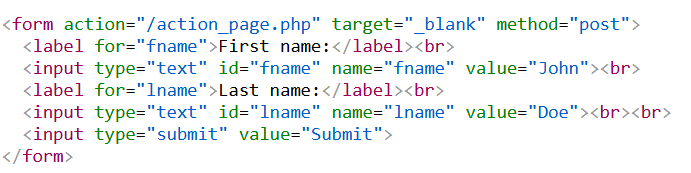 <form action="/action_page.php" target="_blank" method="post">
  <label for="fname">First name:</label><br>
  <input type="text" id="fname" name="fname" value="John"><br>
  <label for="lname">Last name:</label><br>
  <input type="text" id="lname" name="lname" value="Doe"><br><br>
  <input type="submit" value="Submit">
</form>